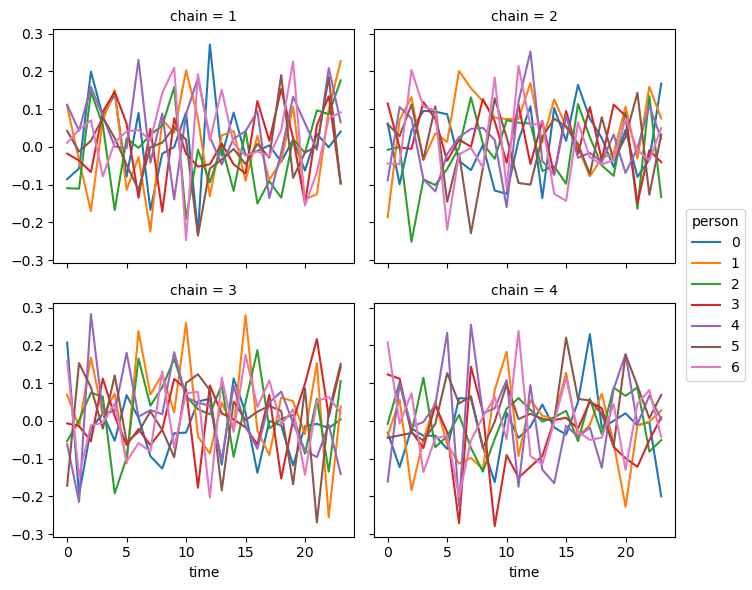 chain = 1
chain = 2
0.3
0.2
0.1
0.0
−0.1
−0.2
−0.3
person
0
1
2
3
4
5
6
chain = 3
chain = 4
0.3
0.2
0.1
0.0
−0.1
−0.2
−0.3
0 5 10 15 20
0 5 10 15 20
time
time